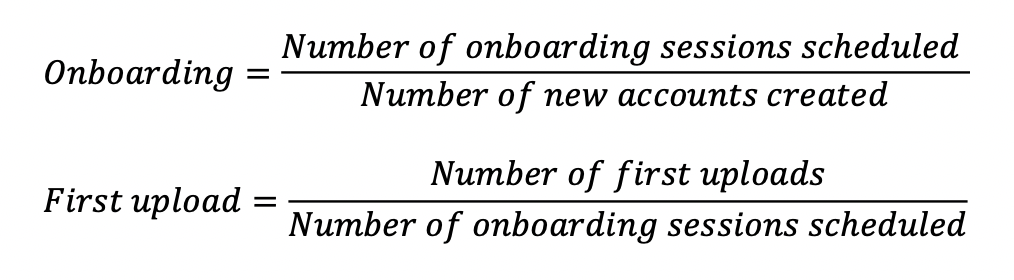 Onboarding = Number of onboarding sessions scheduled / Number of new accounts created
First upload = Number of first uploads / Number of onboarding sessions scheduled